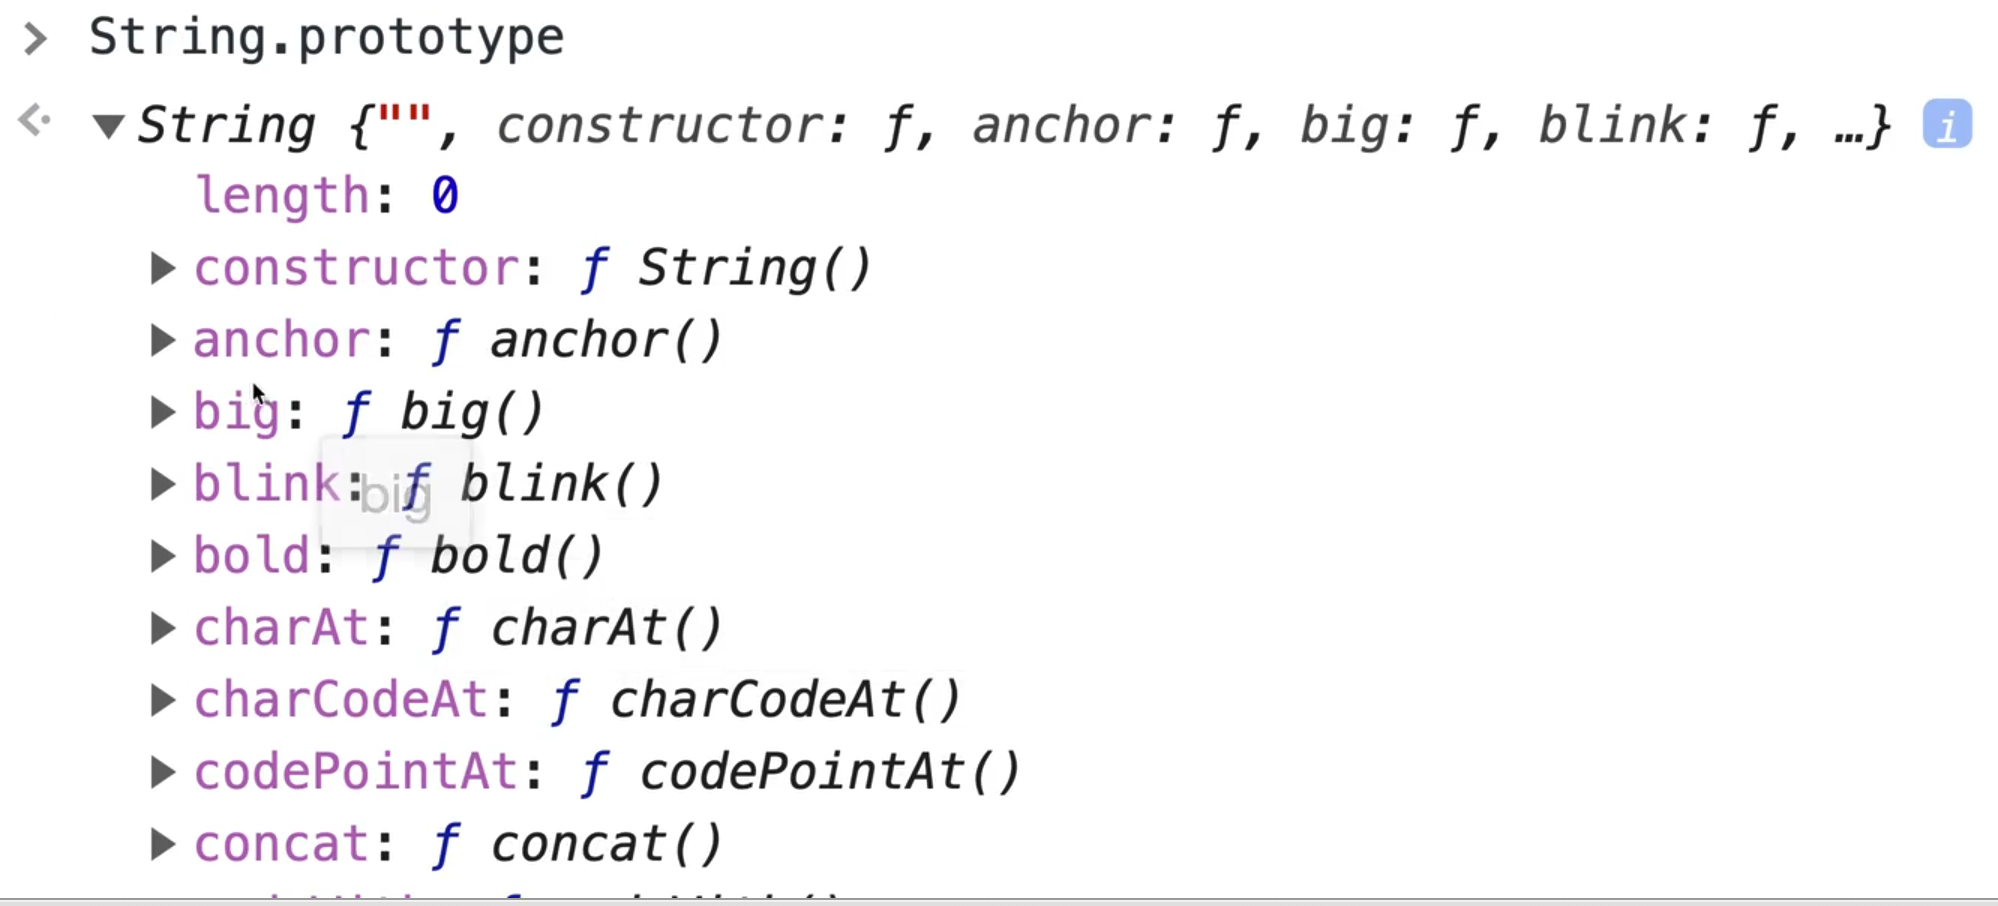 > String.prototype
<· ▼ String {"", constructor: ƒ, anchor: ƒ, big: ƒ, blink: ƒ, …} i
length: 0
▶ constructor: ƒ String()
▶ anchor: ƒ anchor()
▶ big: ƒ big()
▶ blink: ƒ blink()
big
▶ bold: ƒ bold()
▶ charAt: ƒ charAt()
▶ charCodeAt: ƒ charCodeAt()
▶ codePointAt: ƒ codePointAt()
▶ concat: ƒ concat()